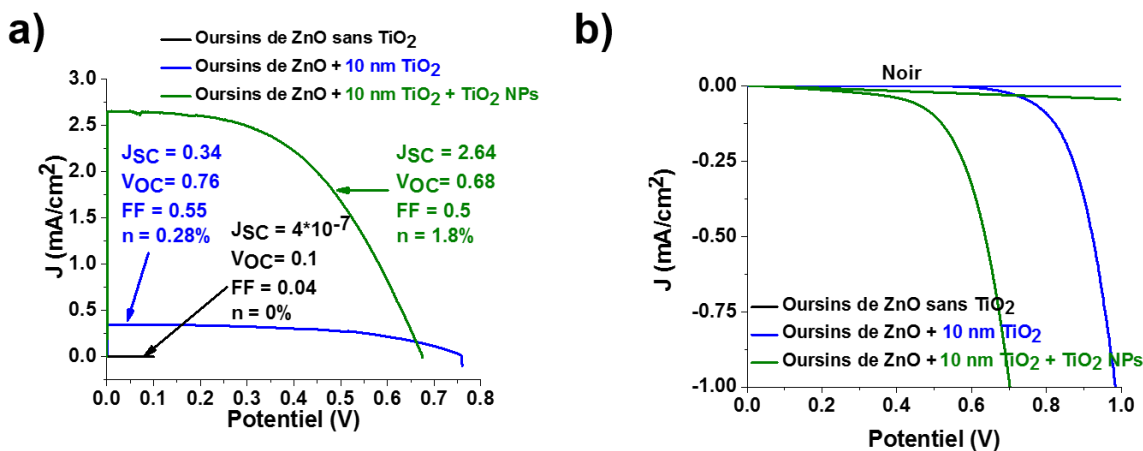 a)
Oursins de ZnO sans TiO2
Oursins de ZnO + 10 nm TiO2
Oursins de ZnO + 10 nm TiO2 + TiO2 NPs
3.0
2.5
2.0
1.5
1.0
0.5
0.0
J (mA/cm2)
JSC = 0.34
VOC= 0.76
FF = 0.55
n = 0.28%
JSC = 4*10-7
VOC= 0.1
FF = 0.04
n = 0%
JSC = 2.64
VOC= 0.68
FF = 0.5
n = 1.8%
0.0 0.1 0.2 0.3 0.4 0.5 0.6 0.7 0.8
Potentiel (V)
b)
Noir
0.00
-0.25
-0.50
-0.75
-1.00
J (mA/cm2)
Oursins de ZnO sans TiO2
Oursins de ZnO + 10 nm TiO2
Oursins de ZnO + 10 nm TiO2 + TiO2 NPs
0.0 0.2 0.4 0.6 0.8 1.0
Potentiel (V)